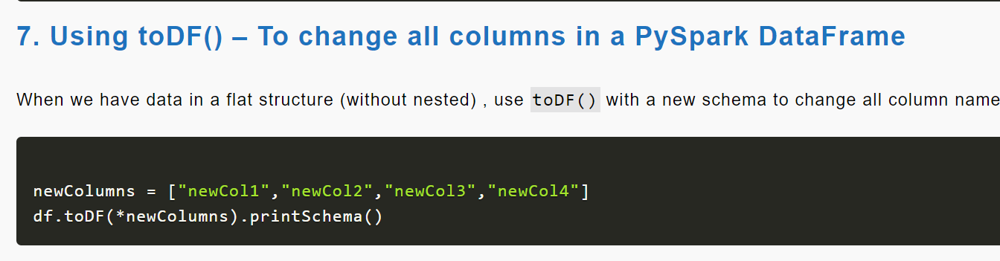 7. Using toDF() – To change all columns in a PySpark DataFrame
When we have data in a flat structure (without nested) , use toDF() with a new schema to change all column name
newColumns = ["newCol1","newCol2","newCol3","newCol4"]
df.toDF(*newColumns).printSchema()